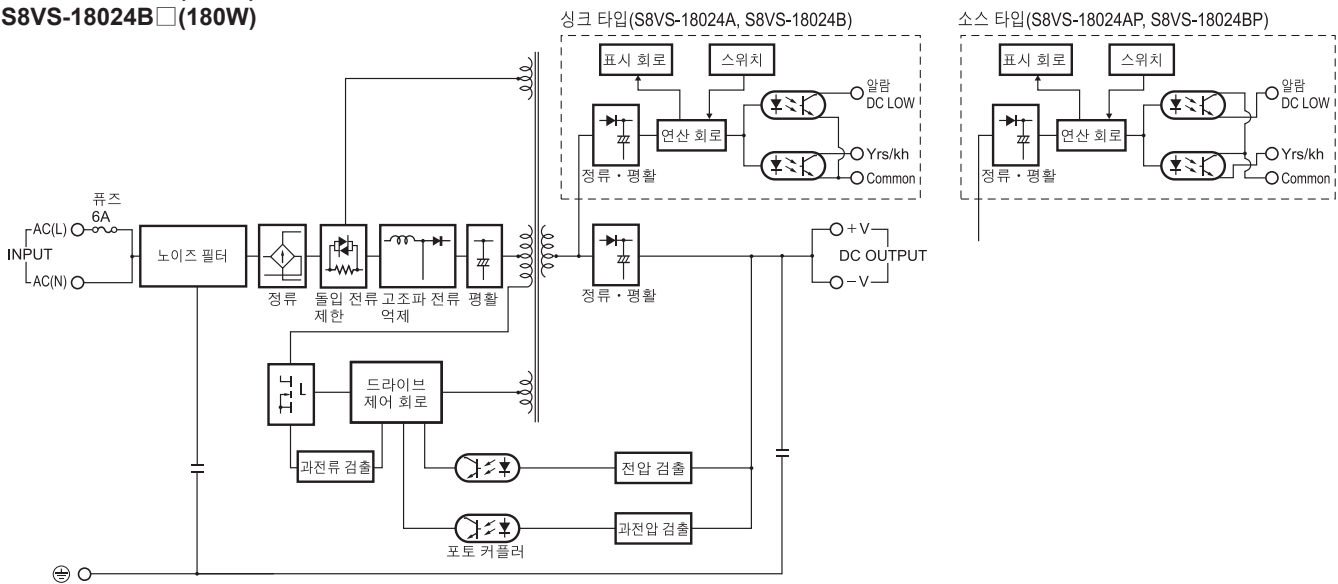 S8VS-18024B□(180W)
싱크 타입(S8VS-18024A, S8VS-18024B)
표시 회로
스위치
알람
DC LOW
연산 회로
정류・평활
Yrs/kh
Common
소스 타입(S8VS-18024AP, S8VS-18024BP)
표시 회로
스위치
알람
DC LOW
연산 회로
정류・평활
Yrs/kh
Common
퓨즈
6A
AC(L)
INPUT
AC(N)
노이즈 필터
정류
돌입 전류
제한
고조파 전류
억제
평활
정류・평활
+V
DC OUTPUT
−V
드라이브
제어 회로
과전류 검출
전압 검출
과전압 검출
포토 커플러